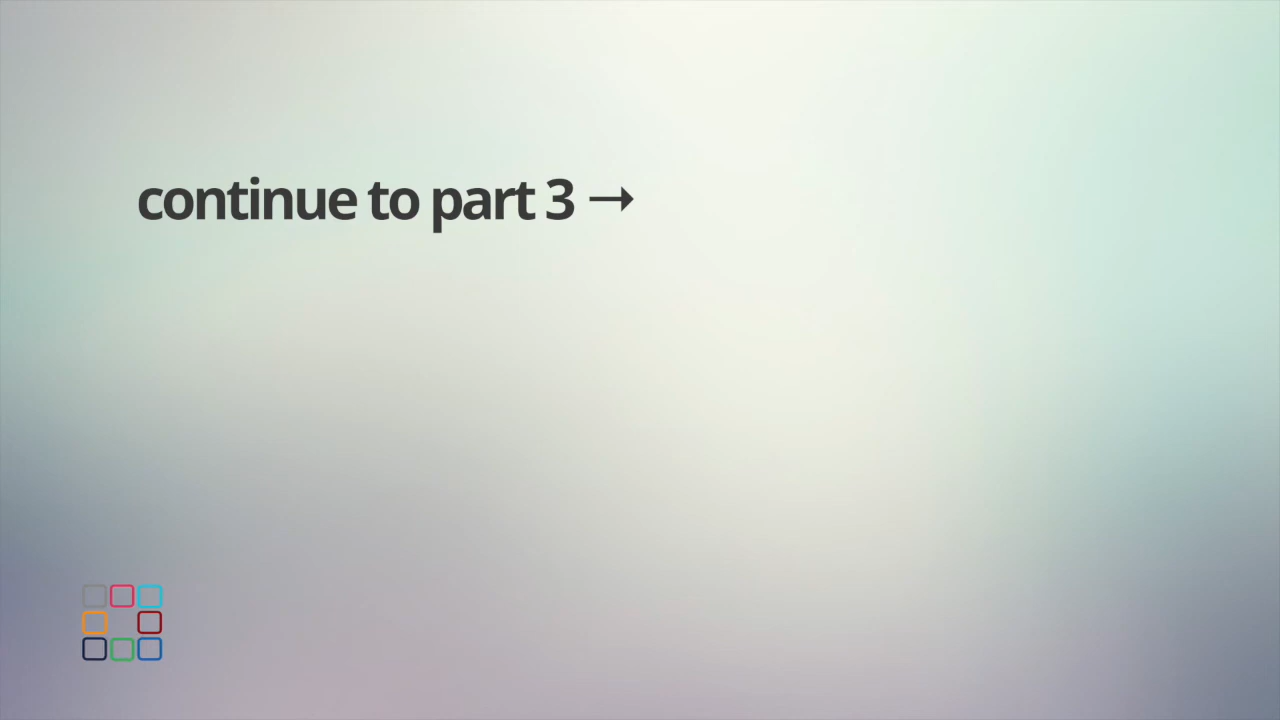 continue to part 3 →